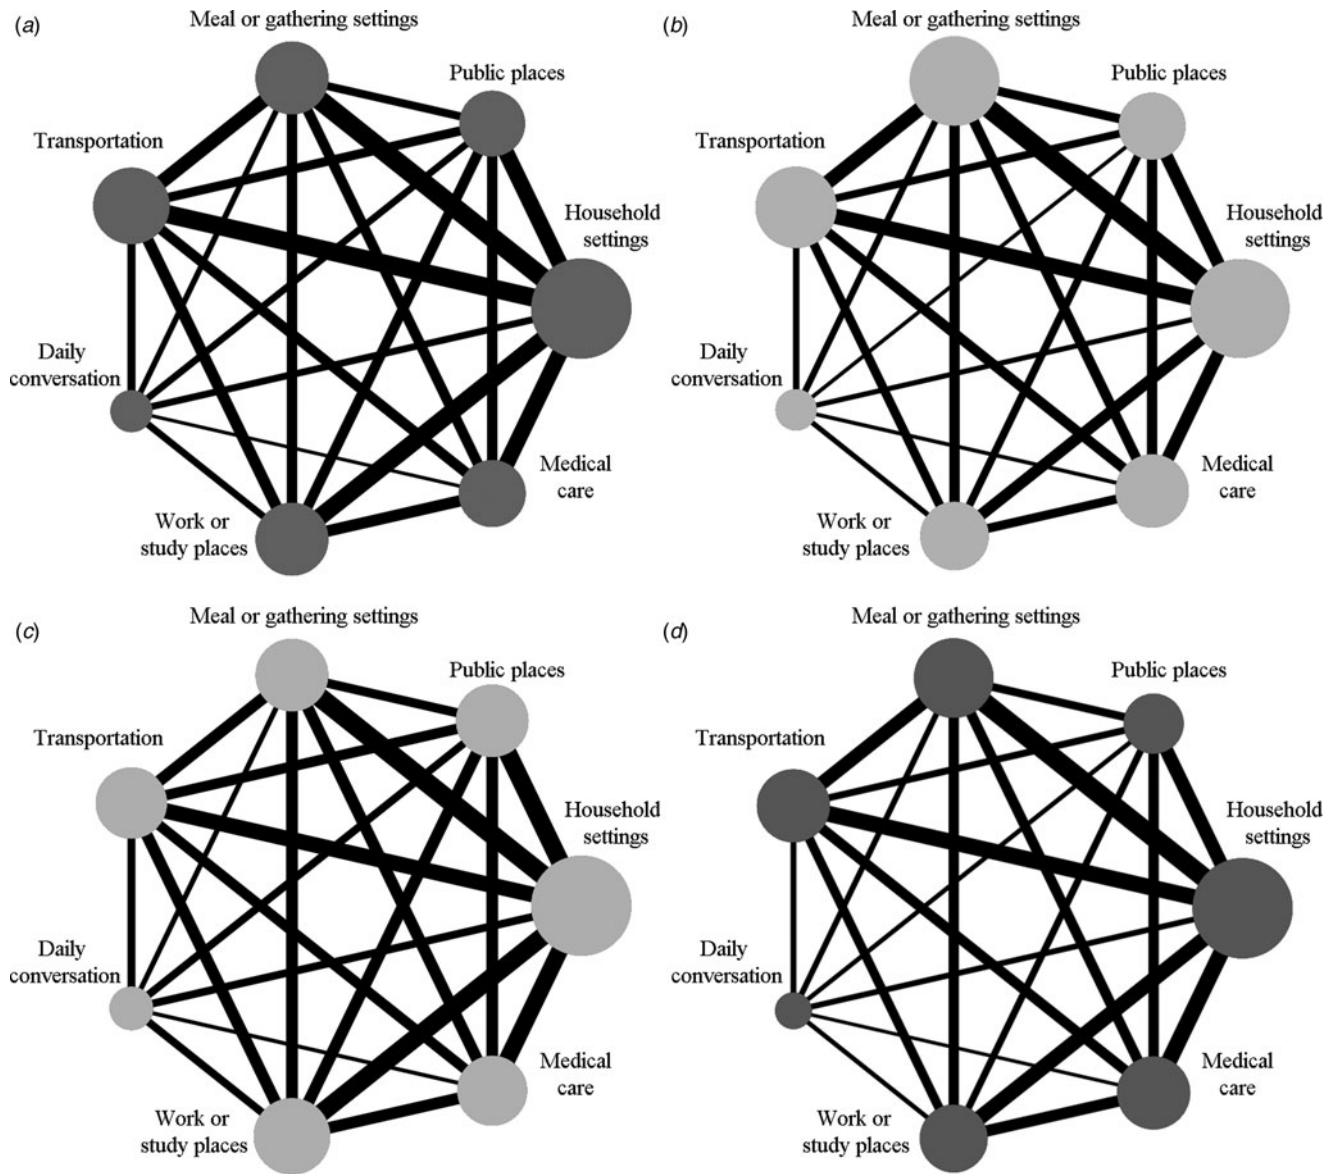 (a)
Meal or gathering settings
Public places
Transportation
Household
settings
Daily
conversation
Medical
care
Work or
study places
(b)
Meal or gathering settings
Public places
Transportation
Household
settings
Daily
conversation
Medical
care
Work or
study places
(c)
Meal or gathering settings
Public places
Transportation
Household
settings
Daily
conversation
Medical
care
Work or
study places
(d)
Meal or gathering settings
Public places
Transportation
Household
settings
Daily
conversation
Medical
care
Work or
study places